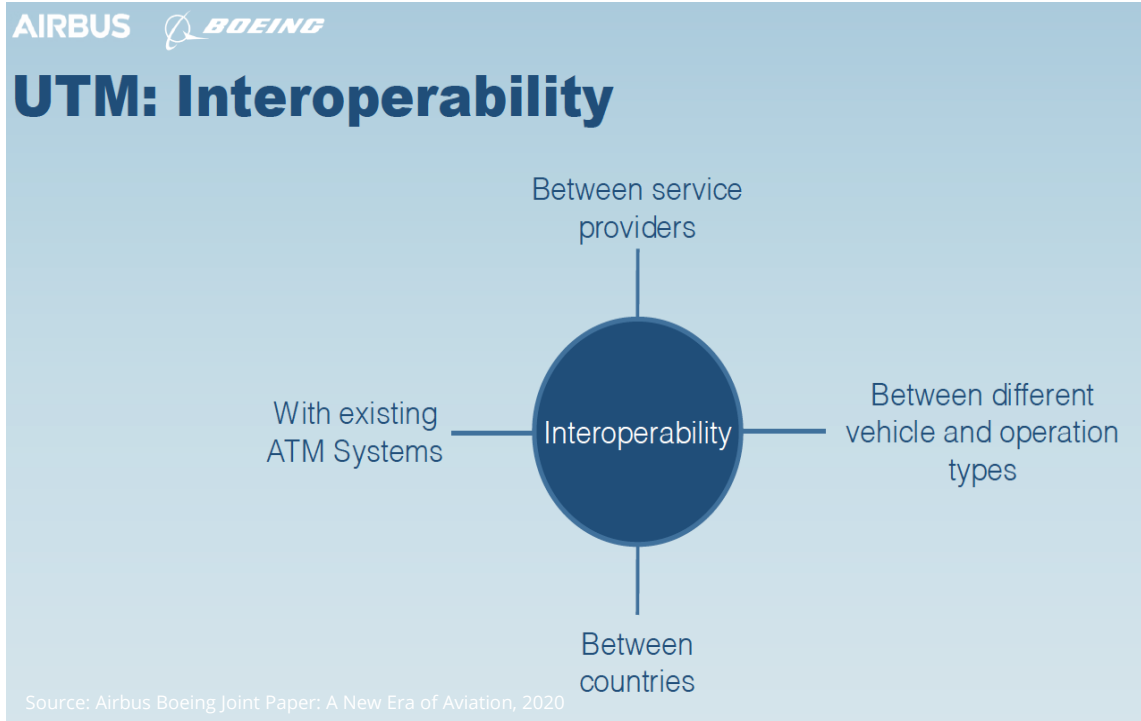 AIRBUS BOEING
UTM: Interoperability
Between service
providers
With existing
ATM Systems
Interoperability
Between different
vehicle and operation
types
Between
countries
Source: Airbus Boeing Joint Paper: A New Era of Aviation, 2020